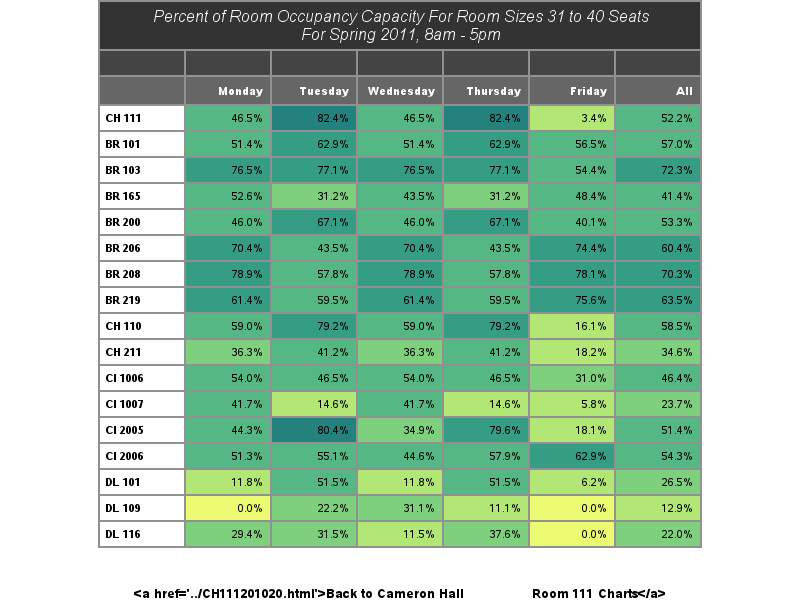 Percent of Room Occupancy Capacity For Room Sizes 31 to 40 Seats
For Spring 2011, 8am - 5pm
Monday Tuesday Wednesday Thursday Friday All
CH 111 46.5% 82.4% 46.5% 82.4% 3.4% 52.2%
BR 101 51.4% 62.9% 51.4% 62.9% 56.5% 57.0%
BR 103 76.5% 77.1% 76.5% 77.1% 54.4% 72.3%
BR 165 52.6% 31.2% 43.5% 31.2% 48.4% 41.4%
BR 200 46.0% 67.1% 46.0% 67.1% 40.1% 53.3%
BR 206 70.4% 43.5% 70.4% 43.5% 74.4% 60.4%
BR 208 78.9% 57.8% 78.9% 57.8% 78.1% 70.3%
BR 219 61.4% 59.5% 61.4% 59.5% 75.6% 63.5%
CH 110 59.0% 79.2% 59.0% 79.2% 16.1% 58.5%
CH 211 36.3% 41.2% 36.3% 41.2% 18.2% 34.6%
CI 1006 54.0% 46.5% 54.0% 46.5% 31.0% 46.4%
CI 1007 41.7% 14.6% 41.7% 14.6% 5.8% 23.7%
CI 2005 44.3% 80.4% 34.9% 79.6% 18.1% 51.4%
CI 2006 51.3% 55.1% 44.6% 57.9% 62.9% 54.3%
DL 101 11.8% 51.5% 11.8% 51.5% 6.2% 26.5%
DL 109 0.0% 22.2% 31.1% 11.1% 0.0% 12.9%
DL 116 29.4% 31.5% 11.5% 37.6% 0.0% 22.0%
<a href='../CH111201020.html'>Back to Cameron Hall Room 111 Charts</a>